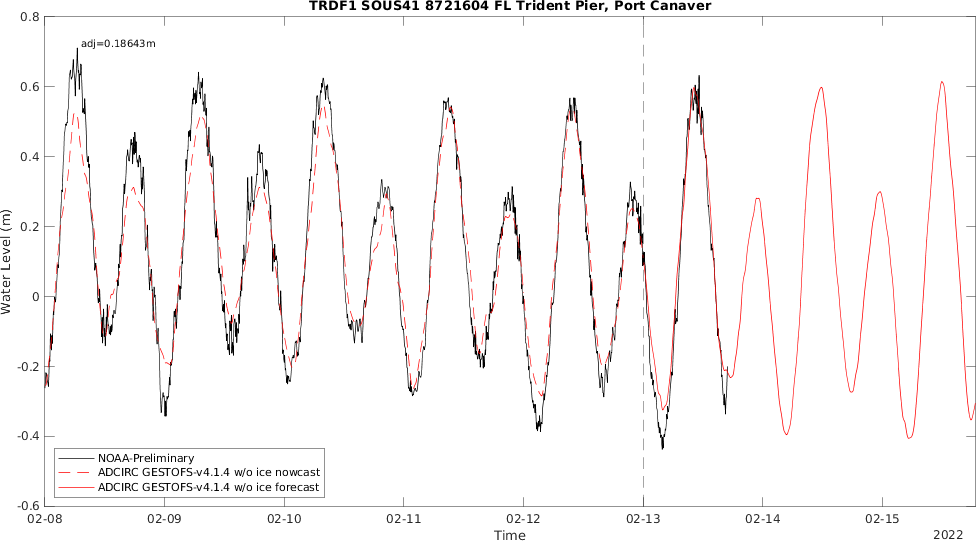 TRDF1 SOUS41 8721604 FL Trident Pier, Port Canaver
adj=0.18643m
0.8
0.6
0.4
0.2
0
-0.2
-0.4
-0.6
Water Level (m)
NOAA-Preliminary
ADCIRC GESTOFS-v4.1.4 w/o ice nowcast
ADCIRC GESTOFS-v4.1.4 w/o ice forecast
02-08 02-09 02-10 02-11 02-12 02-13 02-14 02-15
Time
2022